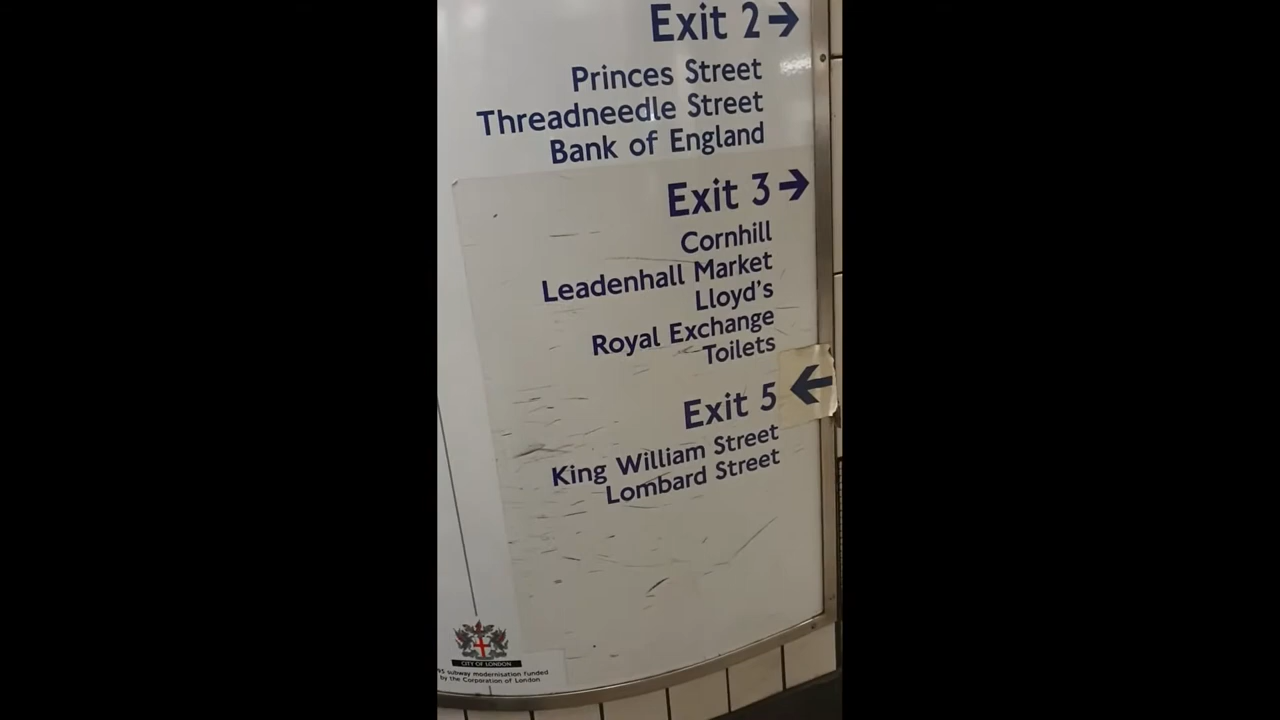 Exit 2→
Princes Street
Threadneedle Street
Bank of England
Exit 3→
Cornhill
Leadenhall Market
Lloyd's
Royal Exchange
Toilets
Exit 5 ←
King William Street
Lombard Street
CITY OF LONDON
subway modernisation funded
by the Corporation of London